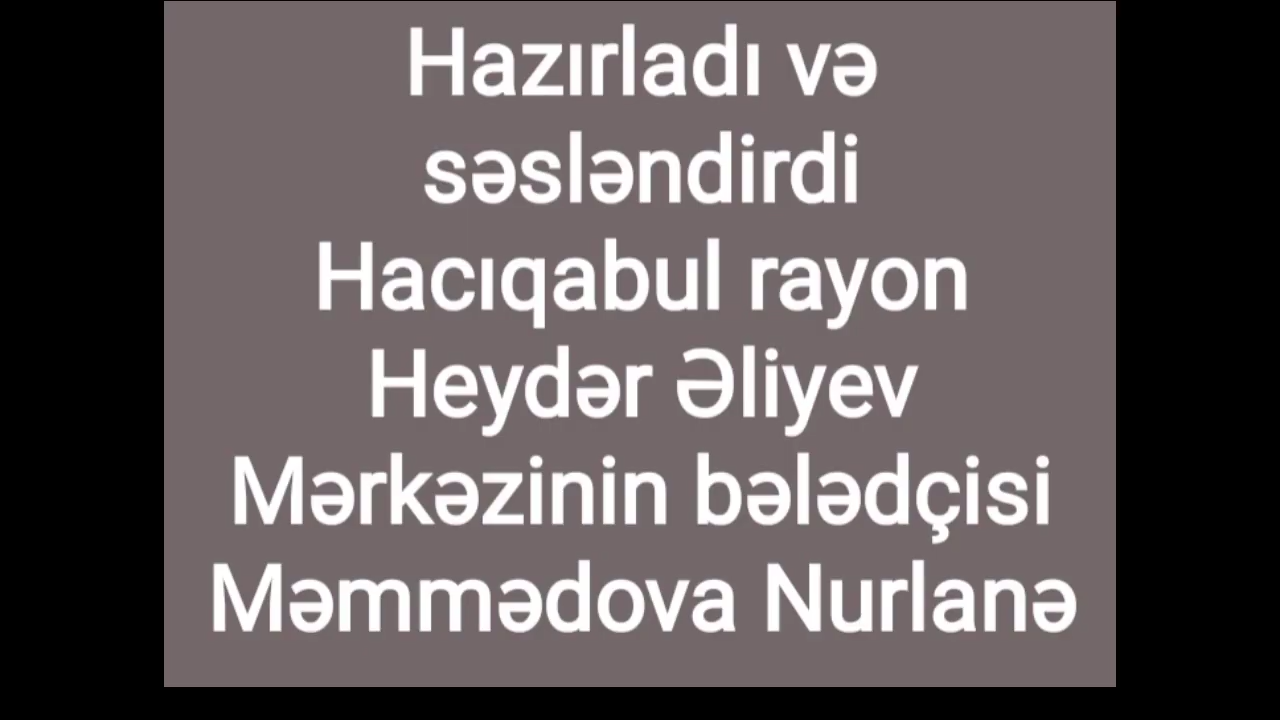 Hazırladı və
səsləndirdi
Hacıqabul rayon
Heydər Əliyev
Mərkəzinin bələdçisi
Məmmədova Nurlanə